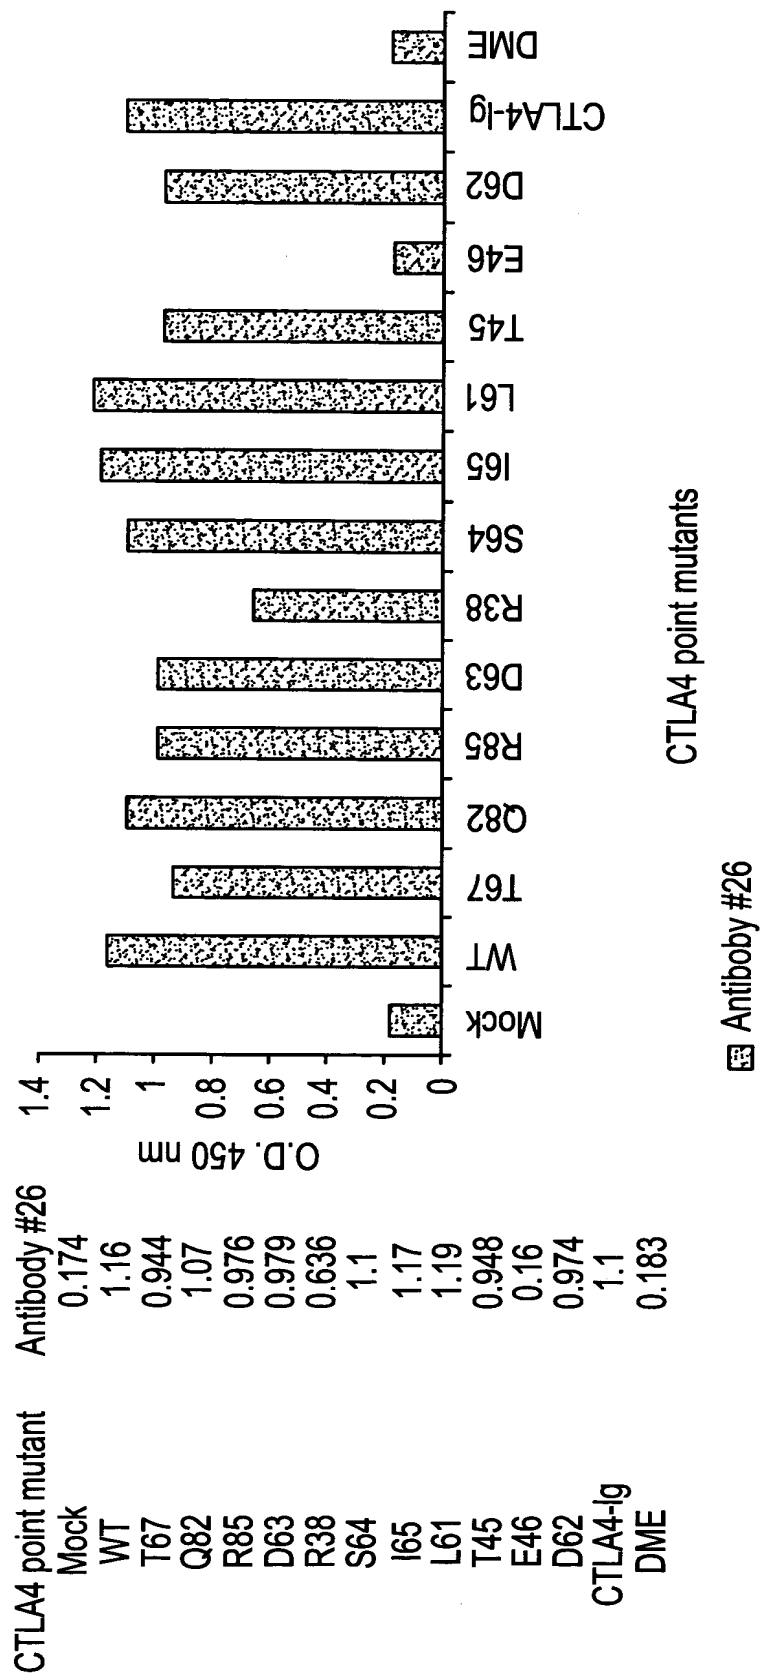 CTLA4 point mutant Antibody #26
Mock 0.174
WT 1.16
T67 0.944
Q82 1.07
R85 0.976
D63 0.979
R38 0.636
S64 1.1
I65 1.17
L61 1.19
T45 0.948
E46 0.16
D62 0.974
CTLA4-Ig 1.1
DME 0.183
O.D. 450 nm
1.4
1.2
1
0.8
0.6
0.4
0.2
0
Mock
WT
T67
Q82
R85
D63
R38
S64
I65
L61
T45
E46
D62
CTLA4-Ig
DME
CTLA4 point mutants
Antiboby #26